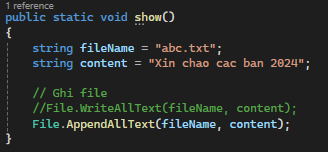 1 reference
public static void show()
{
string fileName = "abc.txt";
string content = "Xin chao cac ban 2024";
// Ghi file
//File.WriteAllText(fileName, content);
File.AppendAllText(fileName, content);
}